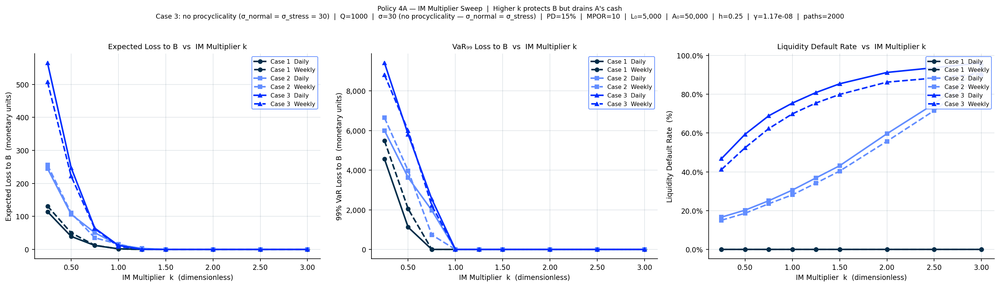 Policy 4A — IM Multiplier Sweep | Higher k protects B but drains A's cash
Case 3: no procyclicality (σ_normal = σ_stress = 30) | Q=1000 | σ=30 (no procyclicality — σ_normal = σ_stress) | PD=15% | MPOR=10 | L₀=5,000 | A₀=50,000 | h=0.25 | γ=1.17e-08 | paths=2000
Expected Loss to B vs IM Multiplier k
Expected Loss to B (monetary units)
500
400
300
200
100
0
0.50 1.00 1.50 2.00 2.50 3.00
IM Multiplier k (dimensionless)
Case 1 Daily
Case 1 Weekly
Case 2 Daily
Case 2 Weekly
Case 3 Daily
Case 3 Weekly
VaR₉₉ Loss to B vs IM Multiplier k
99% VaR Loss to B (monetary units)
8,000
6,000
4,000
2,000
0
0.50 1.00 1.50 2.00 2.50 3.00
IM Multiplier k (dimensionless)
Case 1 Daily
Case 1 Weekly
Case 2 Daily
Case 2 Weekly
Case 3 Daily
Case 3 Weekly
Liquidity Default Rate vs IM Multiplier k
Liquidity Default Rate (%)
100.0%
80.0%
60.0%
40.0%
20.0%
0.0%
0.50 1.00 1.50 2.00 2.50 3.00
IM Multiplier k (dimensionless)
Case 1 Daily
Case 1 Weekly
Case 2 Daily
Case 2 Weekly
Case 3 Daily
Case 3 Weekly